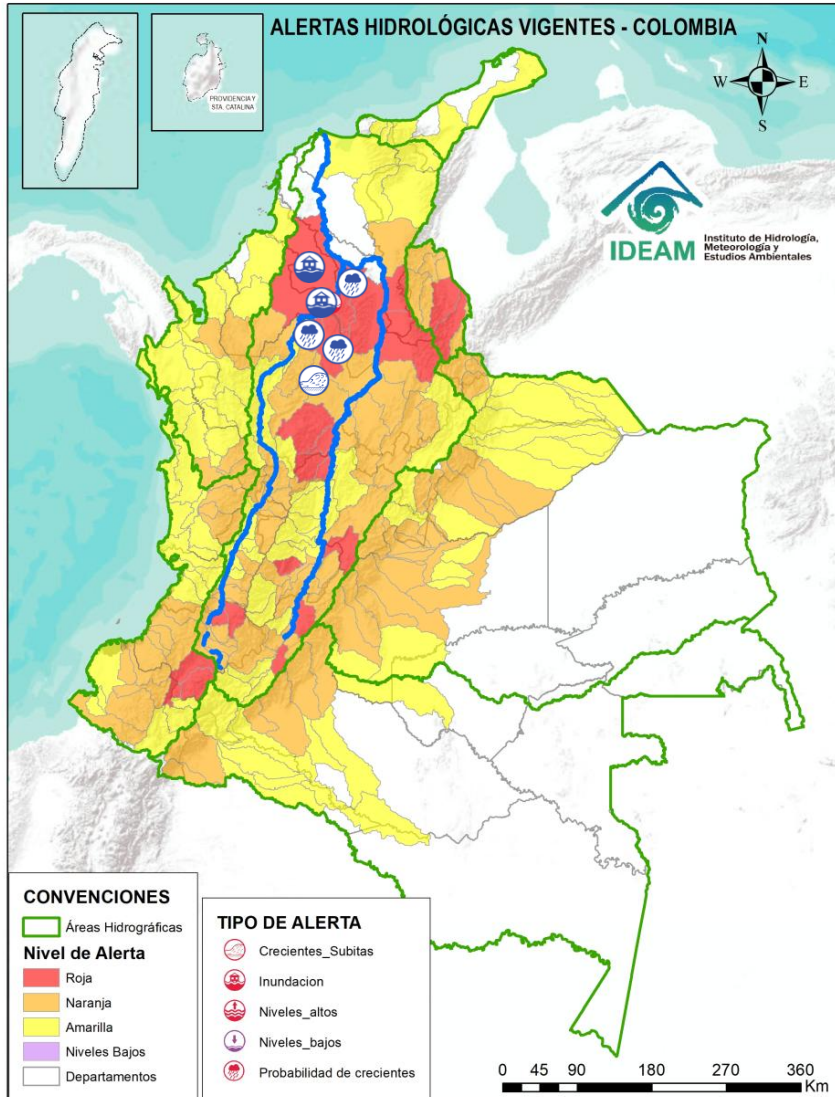 ALERTAS HIDROLÓGICAS VIGENTES - COLOMBIA
PROVIDENCIA Y
STA. CATALINA
N
W
E
S
IDEAM
Instituto de Hidrología,
Meteorología y
Estudios Ambientales
CONVENCIONES
Áreas Hidrográficas
Nivel de Alerta
Roja
Naranja
Amarilla
Niveles Bajos
Departamentos
TIPO DE ALERTA
Crecientes_Subitas
Inundacion
Niveles_altos
Niveles_bajos
Probabilidad de crecientes
0 45 90 180 270 360
Km